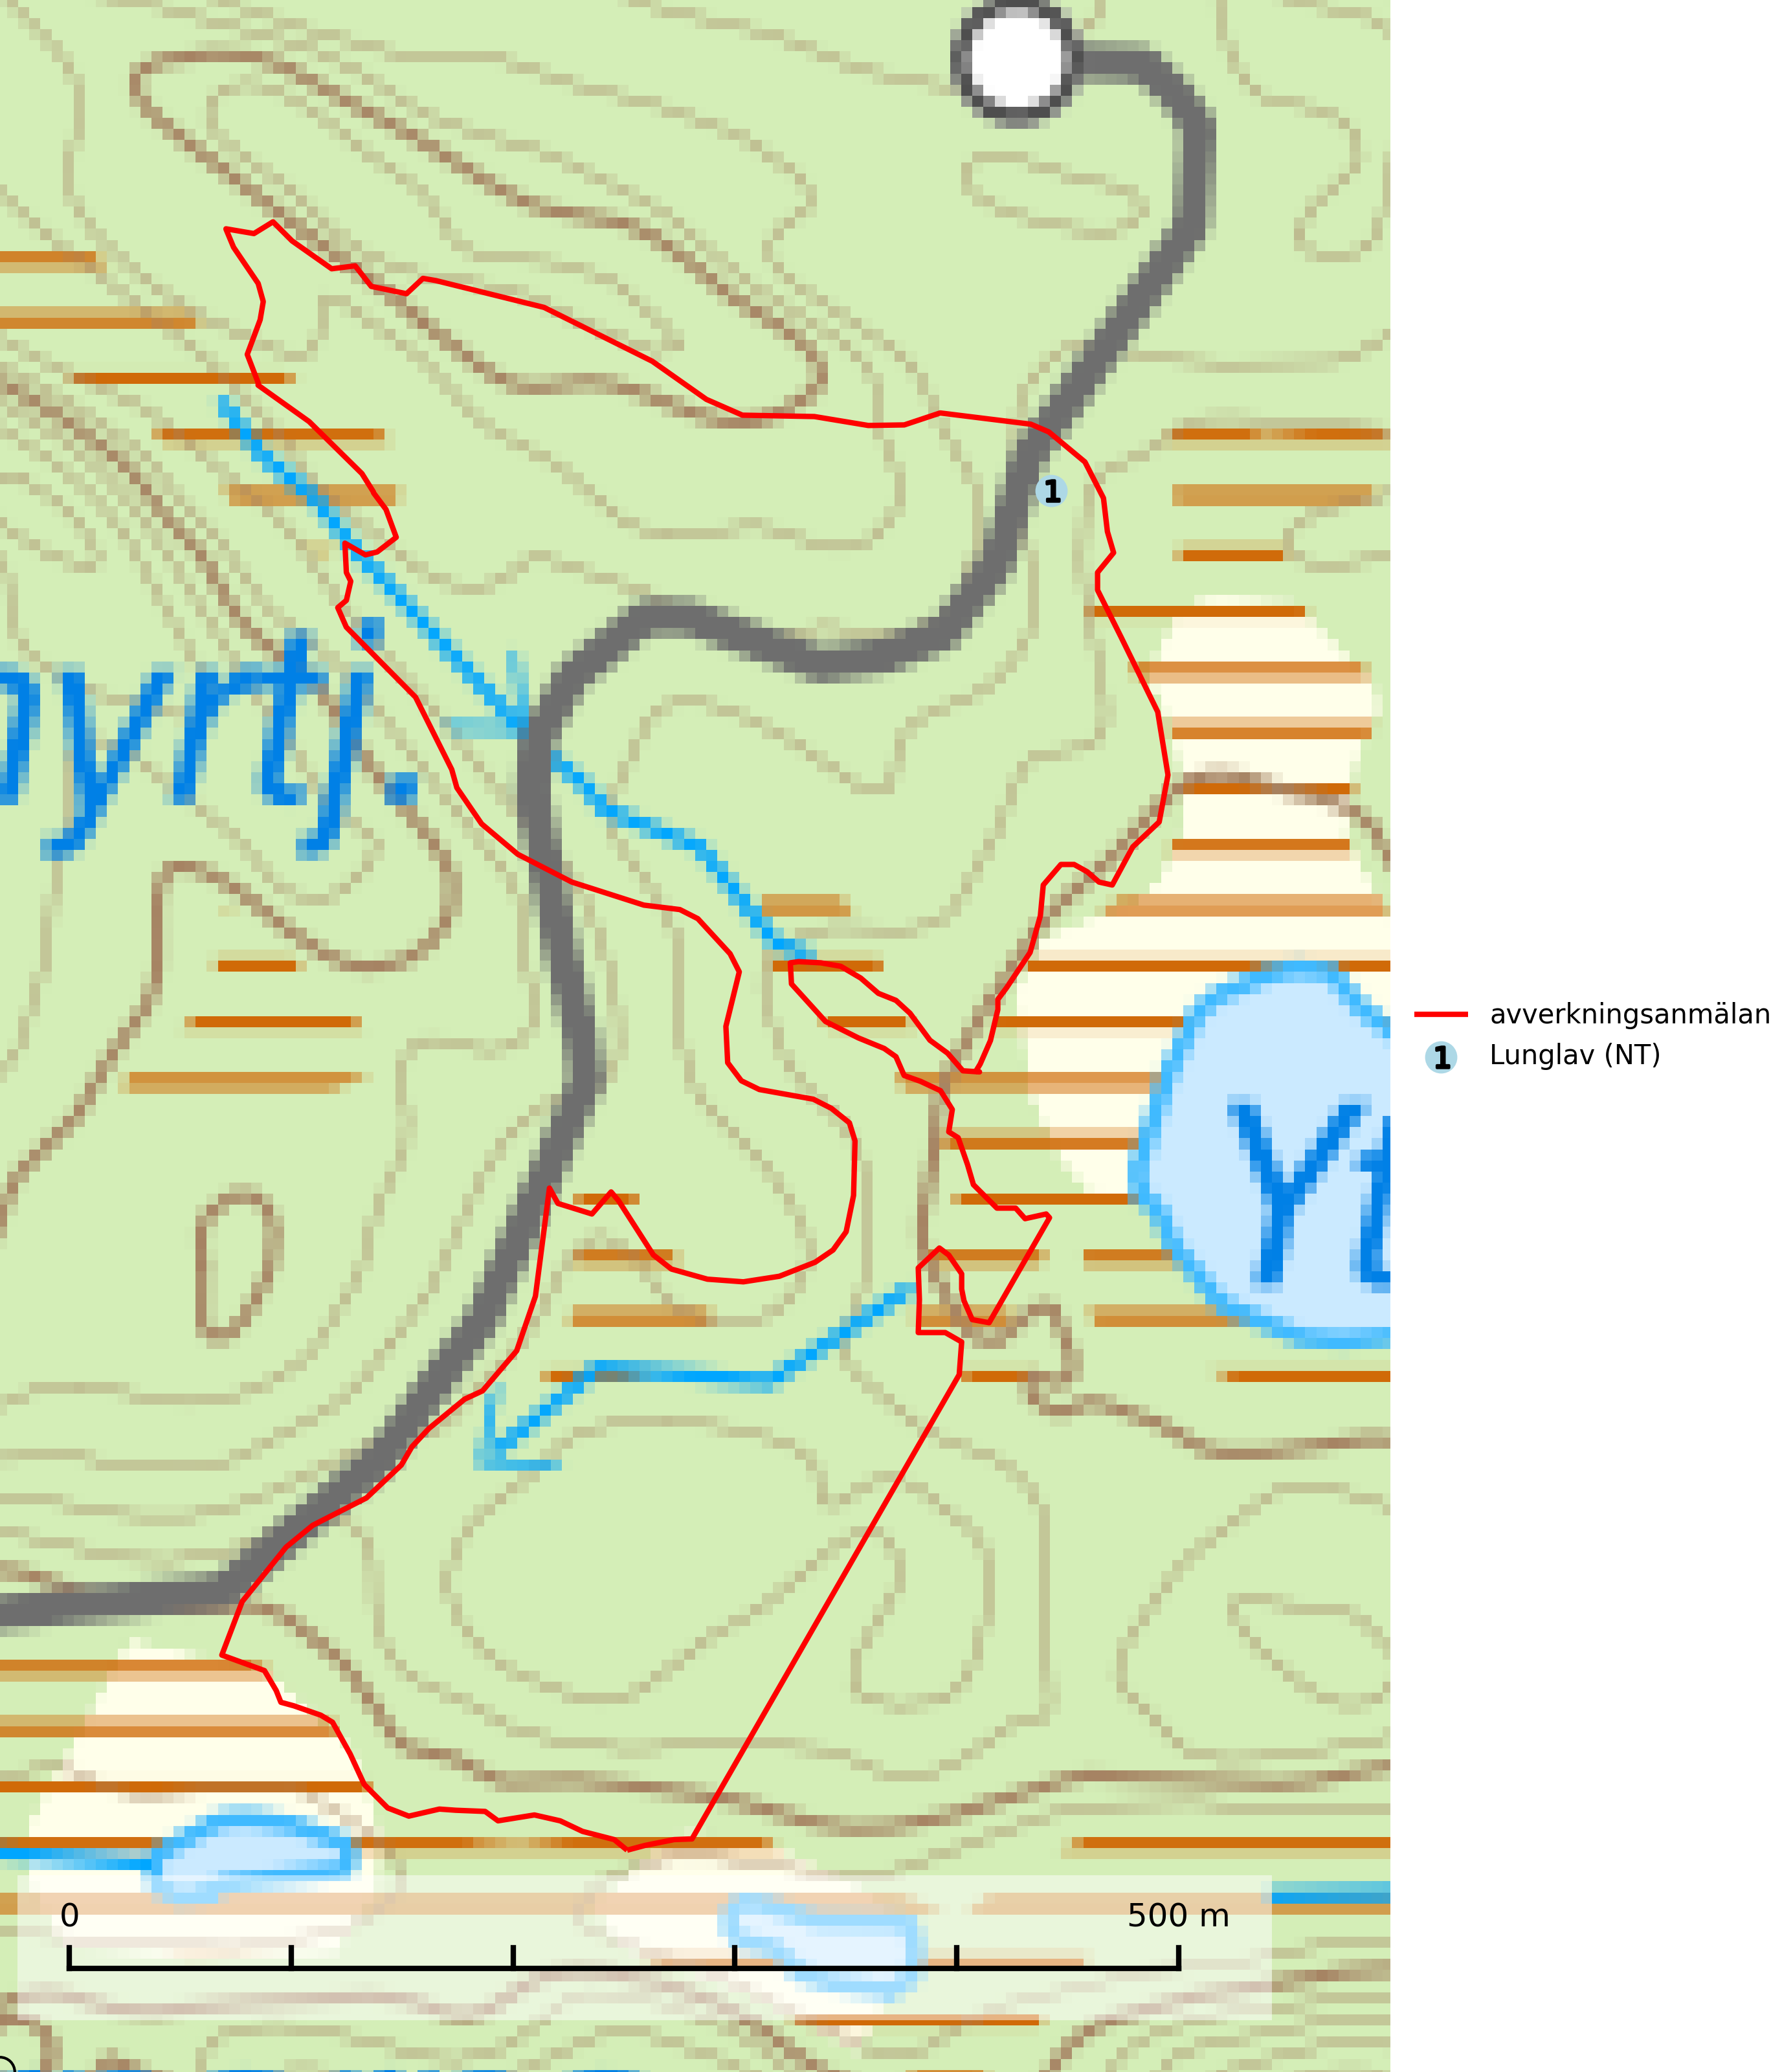 1
avverkningsanmälan
1 Lunglav (NT)
0 500 m